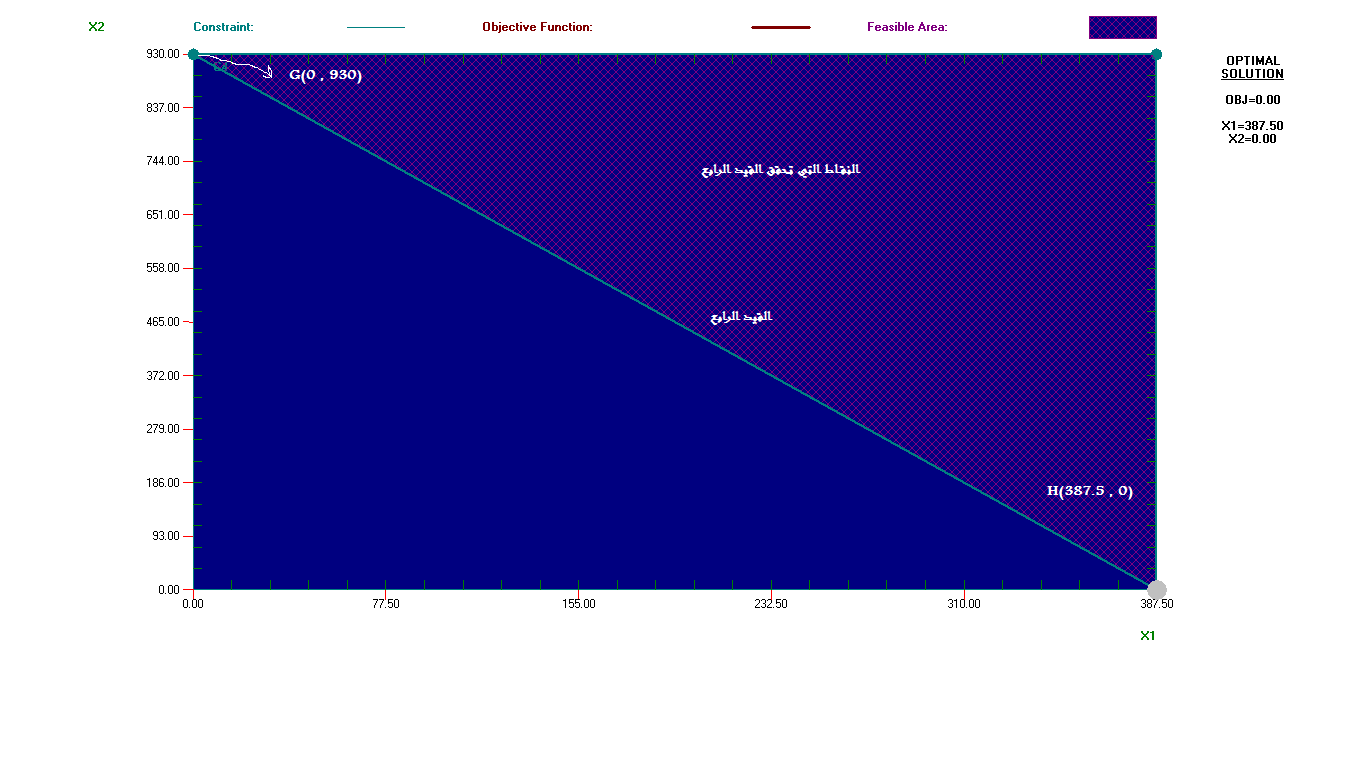 X2
Constraint:
Objective Function:
Feasible Area:
930.00
C4
G(0 , 930)
OPTIMAL
SOLUTION
OBJ=0.00
X1=387.50
X2=0.00
837.00
744.00
النقاط التي تحقق القيد الرابع
651.00
558.00
465.00
القيد الرابع
372.00
279.00
186.00
H(387.5 , 0)
93.00
0.00
0.00 77.50 155.00 232.50 310.00 387.50
X1